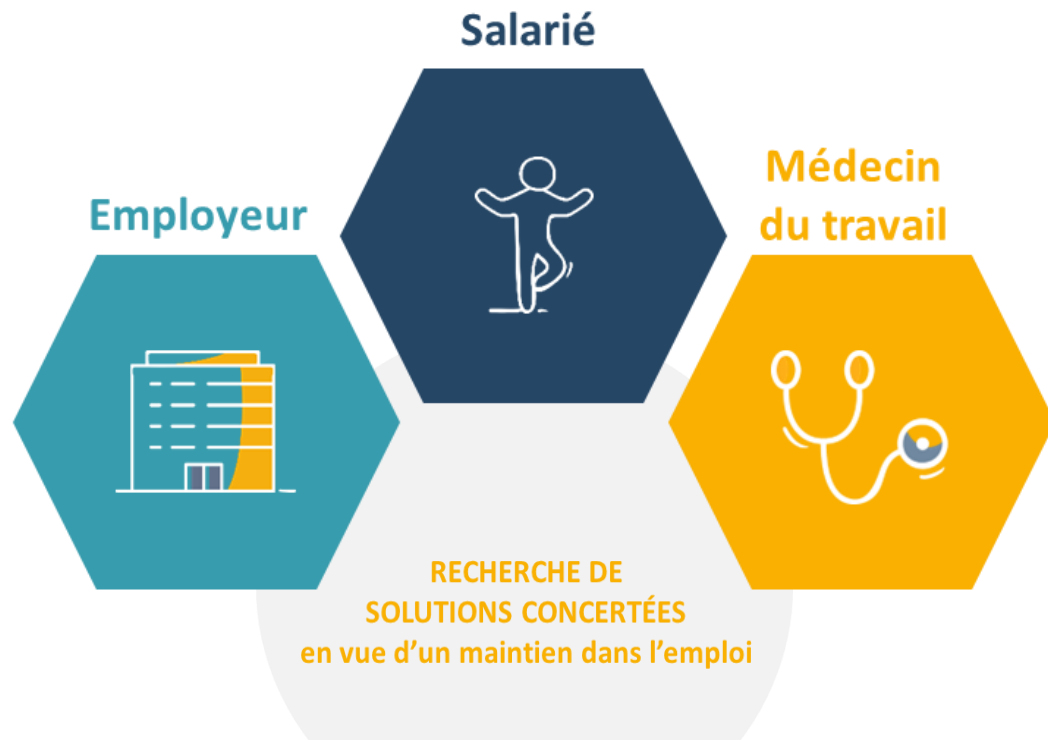 Salarié
Employeur
Médecin
du travail
RECHERCHE DE
SOLUTIONS CONCERTÉES
en vue d’un maintien dans l’emploi